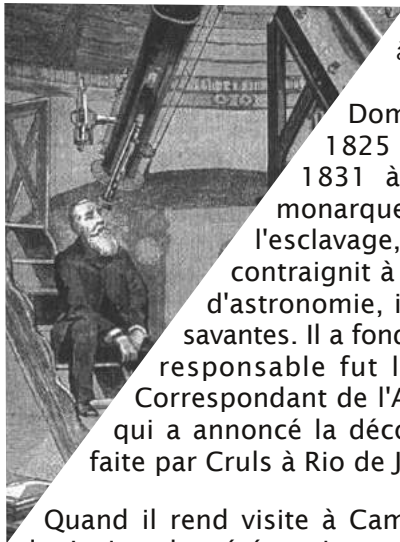 Dom
1825
1831 à
monarque
l'esclavage,
contraignit à
d'astronomie, i
savantes. Il a fond
responsable fut l
Correspondant de l'A
qui a annoncé la déco
faite par Cruls à Rio de J
Quand il rend visite à Cam